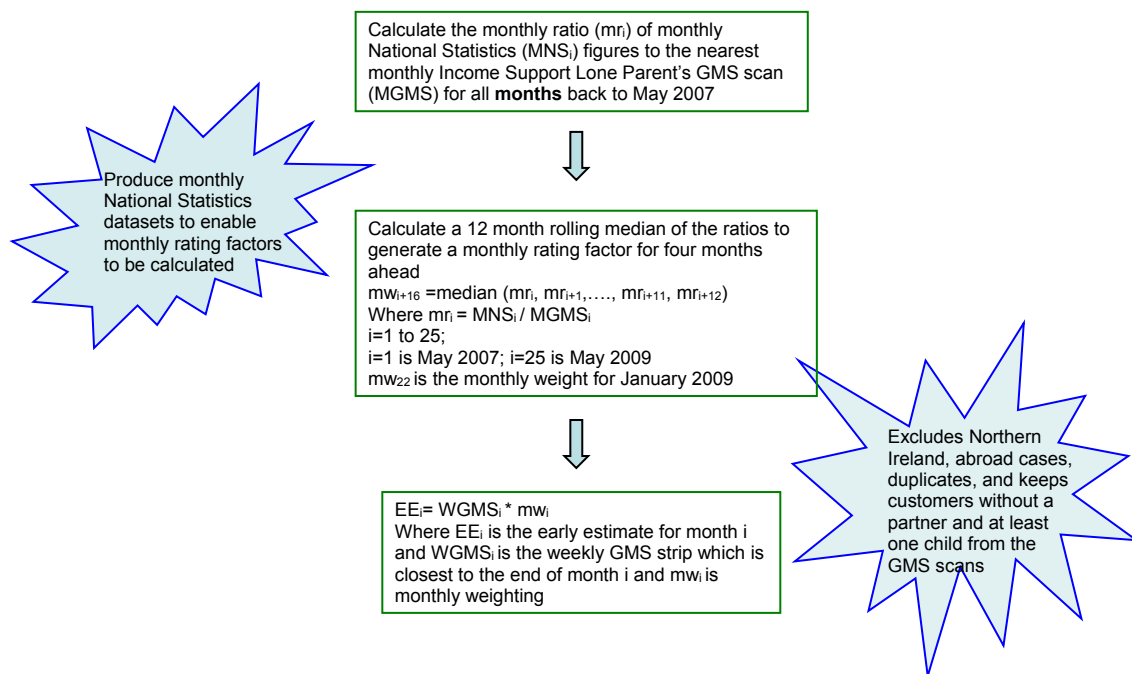 Calculate the monthly ratio (mrᵢ) of monthly
National Statistics (MNSᵢ) figures to the nearest
monthly Income Support Lone Parent's GMS scan
(MGMS) for all months back to May 2007
Produce monthly
National Statistics
datasets to enable
monthly rating factors
to be calculated
Calculate a 12 month rolling median of the ratios to
generate a monthly rating factor for four months
ahead
mwᵢ₊₁₆ =median (mrᵢ, mrᵢ₊₁,…., mrᵢ₊₁₁, mrᵢ₊₁₂)
Where mrᵢ = MNSᵢ / MGMSᵢ
i=1 to 25;
i=1 is May 2007; i=25 is May 2009
mw₂₂ is the monthly weight for January 2009
Excludes Northern
Ireland, abroad cases,
duplicates, and keeps
customers without a
partner and at least
one child from the
GMS scans
EEᵢ= WGMSᵢ * mwᵢ
Where EEᵢ is the early estimate for month i
and WGMSᵢ is the weekly GMS strip which is
closest to the end of month i and mwᵢ is
monthly weighting